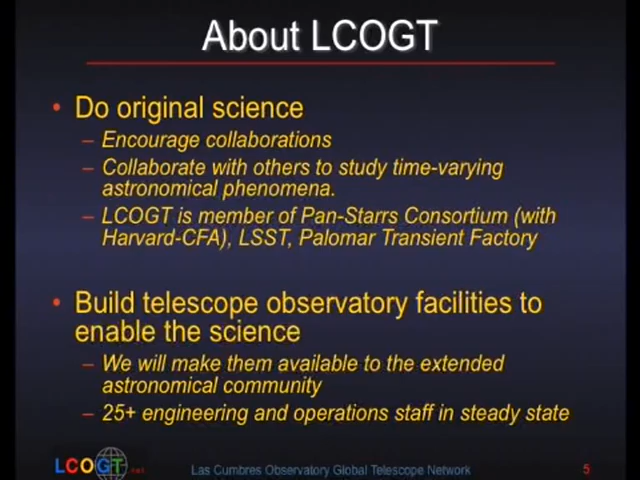 About LCOGT
• Do original science
– Encourage collaborations
– Collaborate with others to study time-varying
astronomical phenomena.
– LCOGT is member of Pan-Starrs Consortium (with
Harvard-CFA), LSST, Palomar Transient Factory
• Build telescope observatory facilities to
enable the science
– We will make them available to the extended
astronomical community
– 25+ engineering and operations staff in steady state
LCOGT.net
Las Cumbres Observatory Global Telescope Network
5